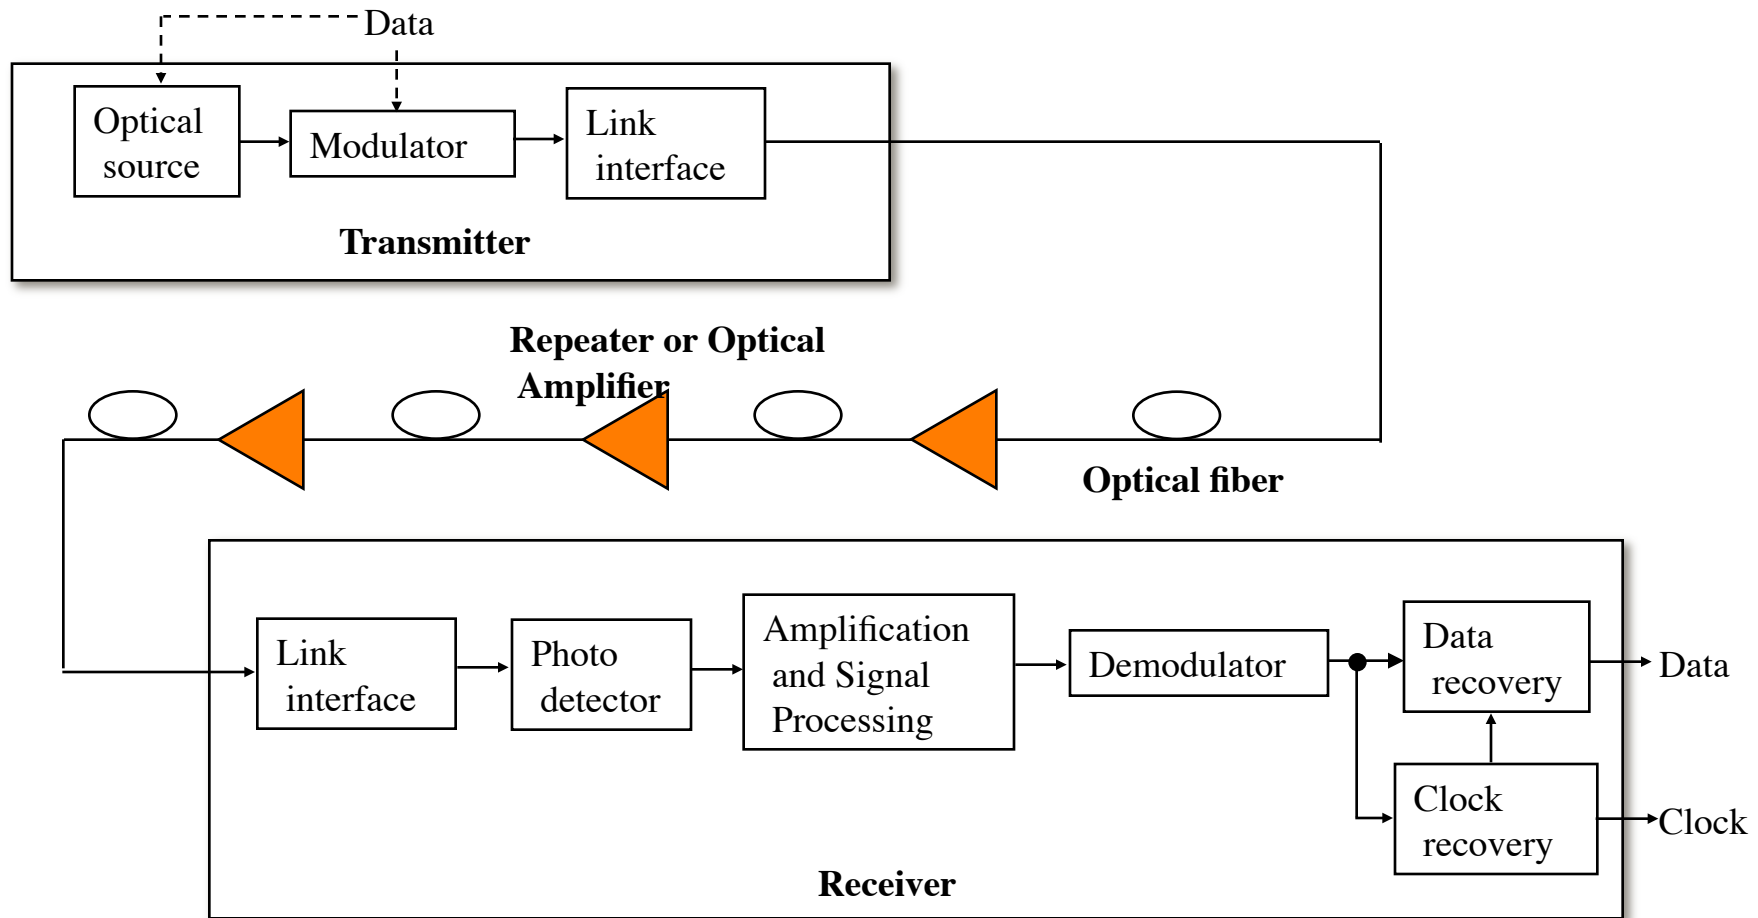 Data
Optical
source
Modulator
Link
interface
Transmitter
Repeater or Optical
Amplifier
Optical fiber
Link
interface
Photo
detector
Amplification
and Signal
Processing
Demodulator
Data
recovery
Data
Clock
recovery
Clock
Receiver